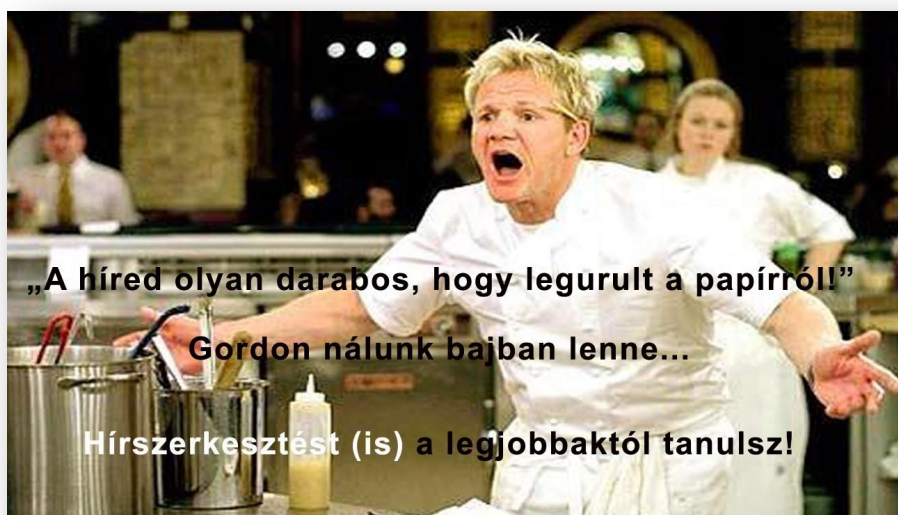 „A híred olyan darabos, hogy legurult a papírról!”
Gordon nálunk bajban lenne...
Hírszerkesztést (is) a legjobbaktól tanulsz!